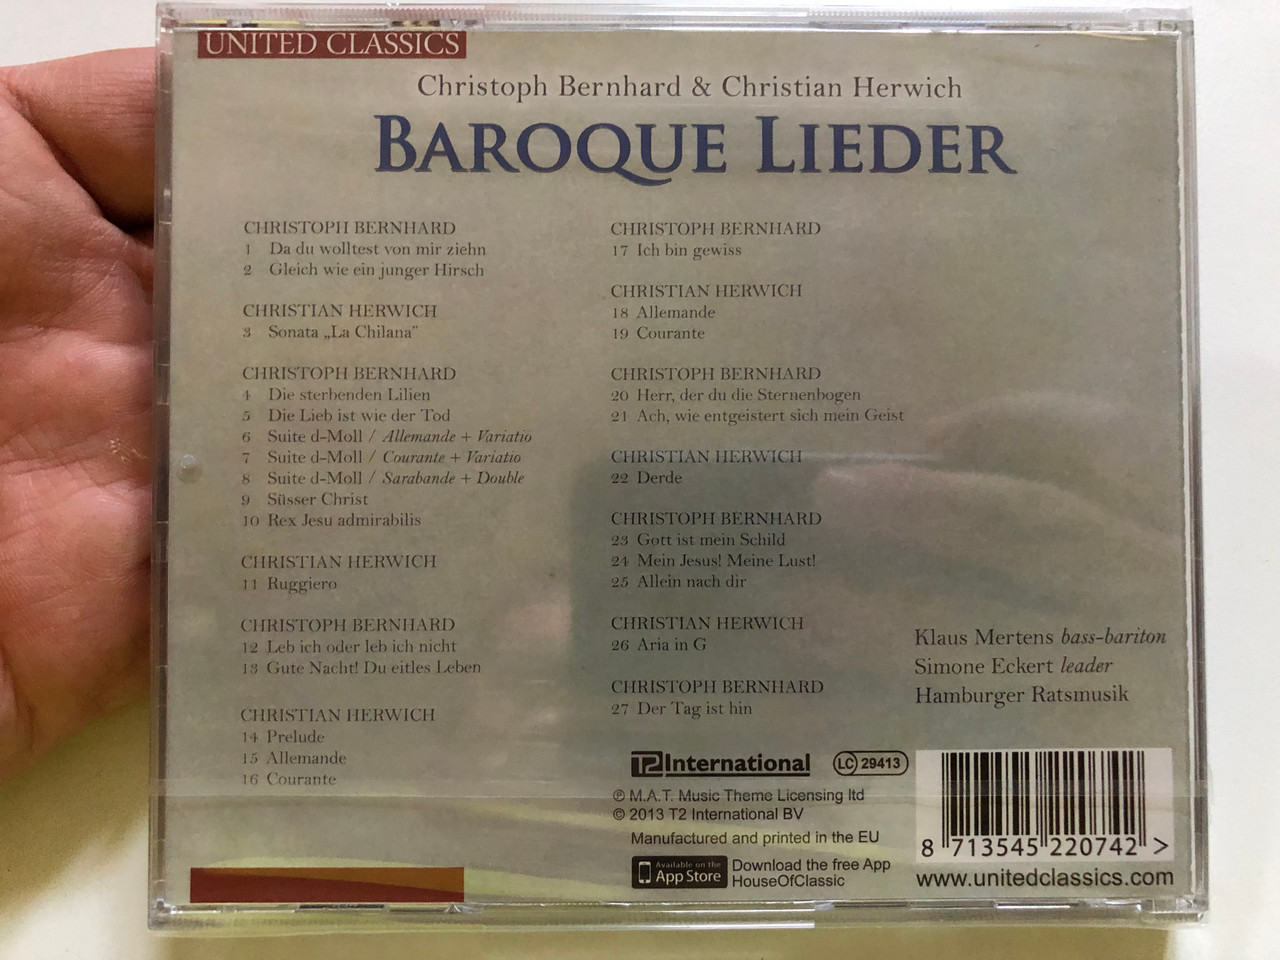 UNITED CLASSICS
Christoph Bernhard & Christian Herwich
BAROQUE LIEDER
CHRISTOPH BERNHARD
1 Da du wolltest von mir ziehn
2 Gleich wie ein junger Hirsch
CHRISTIAN HERWICH
3 Sonata „La Chilana"
CHRISTOPH BERNHARD
4 Die sterbenden Lilien
5 Die Lieb ist wie der Tod
6 Suite d-Moll / Allemande + Variatio
7 Suite d-Moll / Courante + Variatio
8 Suite d-Moll / Sarabande + Double
9 Süsser Christ
10 Rex Jesu admirabilis
CHRISTIAN HERWICH
11 Ruggiero
CHRISTOPH BERNHARD
12 Leb ich oder leb ich nicht
13 Gute Nacht! Du eitles Leben
CHRISTIAN HERWICH
14 Prelude
15 Allemande
16 Courante
CHRISTOPH BERNHARD
17 Ich bin gewiss
CHRISTIAN HERWICH
18 Allemande
19 Courante
CHRISTOPH BERNHARD
20 Herr, der du die Sternenbogen
21 Ach, wie entgeistert sich mein Geist
CHRISTIAN HERWICH
22 Derde
CHRISTOPH BERNHARD
23 Gott ist mein Schild
24 Mein Jesus! Meine Lust!
25 Allein nach dir
CHRISTIAN HERWICH
26 Aria in G
CHRISTOPH BERNHARD
27 Der Tag ist hin
Klaus Mertens bass-bariton
Simone Eckert leader
Hamburger Ratsmusik
T2 International
LC 29413
℗ M.A.T. Music Theme Licensing ltd
© 2013 T2 International BV
Manufactured and printed in the EU
Available on the
App Store
Download the free App
HouseOfClassic
8 713545 220742 >
www.unitedclassics.com